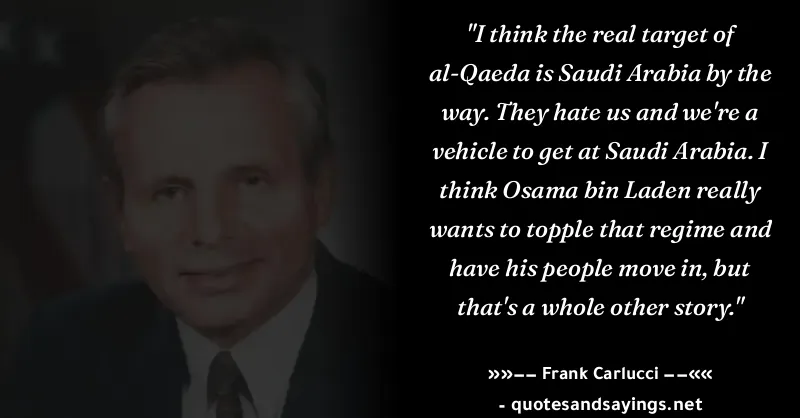 "I think the real target of
al-Qaeda is Saudi Arabia by the
way. They hate us and we're a
vehicle to get at Saudi Arabia. I
think Osama bin Laden really
wants to topple that regime and
have his people move in, but
that's a whole other story."
»»–– Frank Carlucci ––««
- quotesandsayings.net